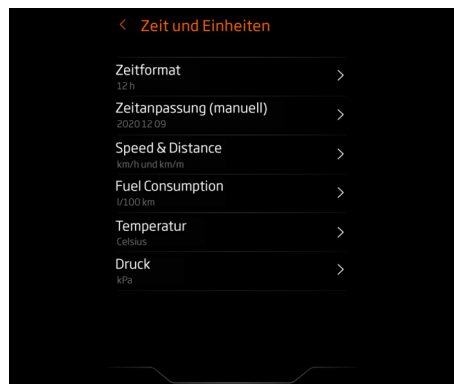 Zeit und Einheiten
Zeitformat
12 h
Zeitanpassung (manuell)
2020 12 09
Speed & Distance
km/h und km/m
Fuel Consumption
l/100 km
Temperatur
Celsius
Druck
kPa